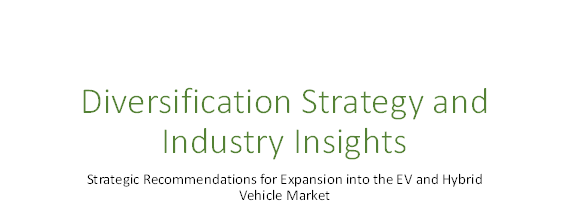 Diversification Strategy and
Industry Insights
Strategic Recommendations for Expansion into the EV and Hybrid
Vehicle Market